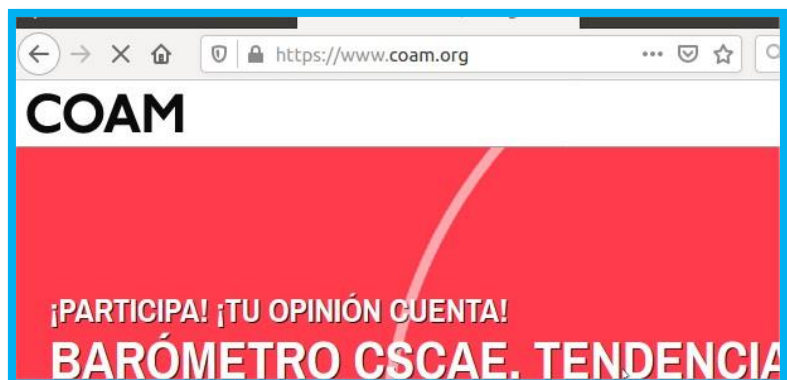 https://www.coam.org
COAM
¡PARTICIPA! ¡TU OPINIÓN CUENTA!
BARÓMETRO CSCAE. TENDENCIA